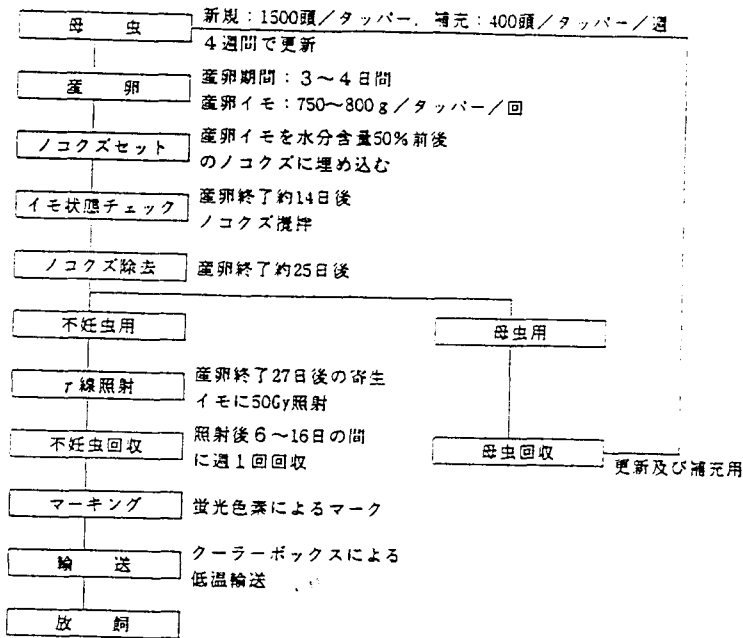 母 虫
新規：1500頭／タッパー，補充：400頭／タッパー／週
４週間で更新
産 卵
産卵期間：３〜４日間
産卵イモ：750〜800ｇ／タッパー／回
ノコクズセット
産卵イモを水分含量50％前後
のノコクズに埋め込む
イモ状態チェック
産卵終了約14日後
ノコクズ攪拌
ノコクズ除去
産卵終了約25日後
不妊虫用
母虫用
γ線照射
産卵終了27日後の寄生
イモに50Gy照射
不妊虫回収
照射後６〜16日の間
に週１回回収
母虫回収
更新及び補充用
マーキング
蛍光色素によるマーク
輸 送
クーラーボックスによる
低温輸送
放 飼